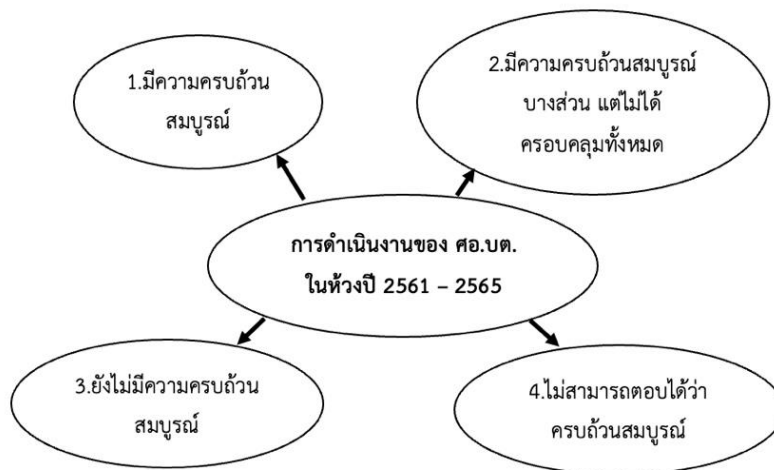 1.มีความครบถ้วน
สมบูรณ์
2.มีความครบถ้วนสมบูรณ์
บางส่วน แต่ไม่ได้
ครอบคลุมทั้งหมด
การดำเนินงานของ ศอ.บต.
ในห้วงปี 2561 – 2565
3.ยังไม่มีความครบถ้วน
สมบูรณ์
4.ไม่สามารถตอบได้ว่า
ครบถ้วนสมบูรณ์